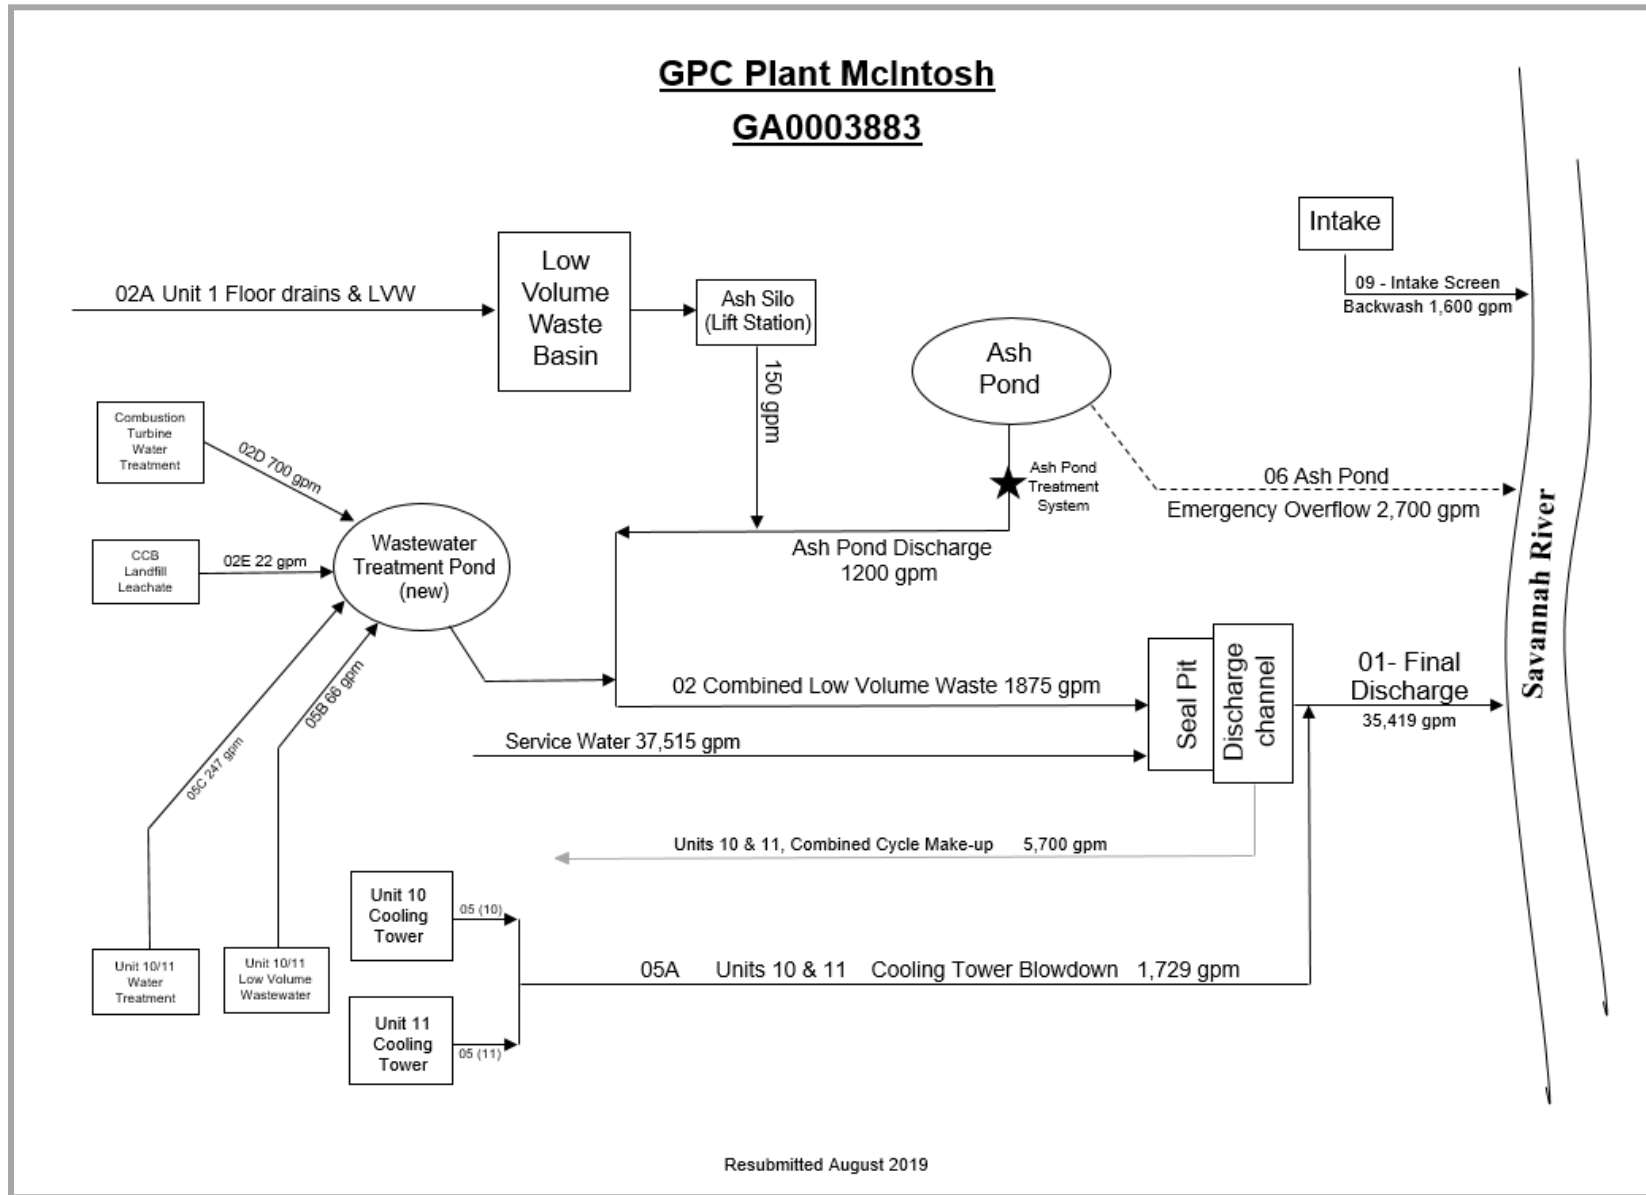 GPC Plant McIntosh
GA0003883
Intake
09 - Intake Screen
Backwash 1,600 gpm
02A Unit 1 Floor drains & LVW
Low
Volume
Waste
Basin
Ash Silo
(Lift Station)
150 gpm
Ash
Pond
Ash Pond
Treatment
System
06 Ash Pond
Emergency Overflow 2,700 gpm
Savannah River
Combustion
Turbine
Water
Treatment
02D 700 gpm
CCB
Landfill
Leachate
02E 22 gpm
Wastewater
Treatment Pond
(new)
Ash Pond Discharge
1200 gpm
05C 247 gpm
05B 66 gpm
02 Combined Low Volume Waste 1875 gpm
Service Water 37,515 gpm
Seal Pit
Discharge
channel
01- Final
Discharge
35,419 gpm
Units 10 & 11, Combined Cycle Make-up 5,700 gpm
Unit 10
Cooling
Tower
05 (10)
Unit 10/11
Water
Treatment
Unit 10/11
Low Volume
Wastewater
05A Units 10 & 11 Cooling Tower Blowdown 1,729 gpm
Unit 11
Cooling
Tower
05 (11)
Resubmitted August 2019